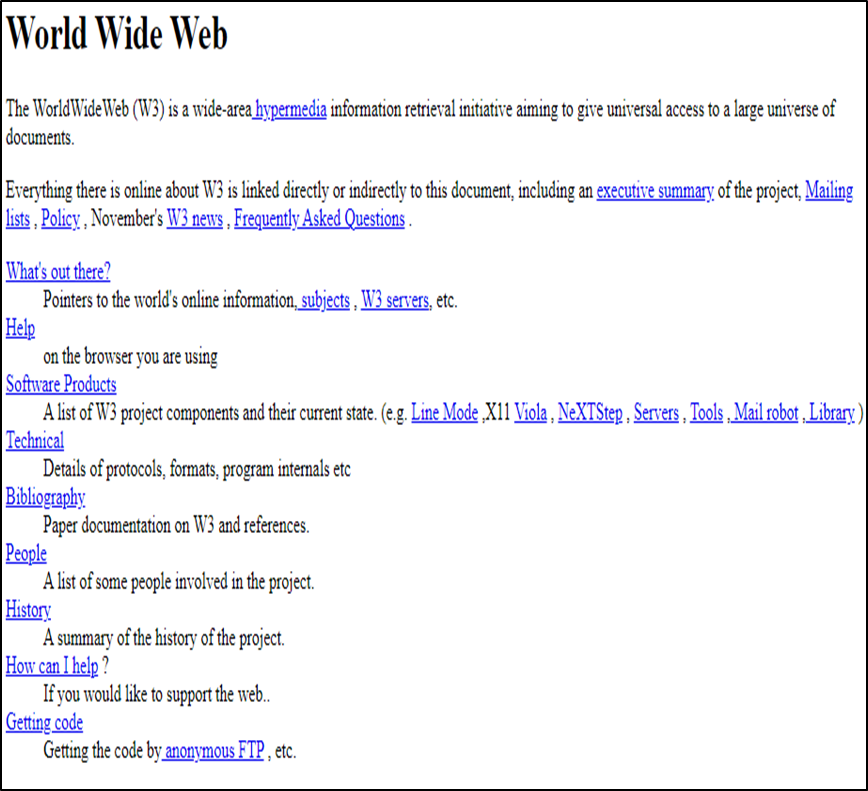 World Wide Web
The WorldWideWeb (W3) is a wide-area hypermedia information retrieval initiative aiming to give universal access to a large universe of
documents.
Everything there is online about W3 is linked directly or indirectly to this document, including an executive summary of the project, Mailing
lists , Policy , November's W3 news , Frequently Asked Questions .
What's out there?
Pointers to the world's online information, subjects , W3 servers, etc.
Help
on the browser you are using
Software Products
A list of W3 project components and their current state. (e.g. Line Mode ,X11 Viola , NeXTStep , Servers , Tools , Mail robot , Library )
Technical
Details of protocols, formats, program internals etc
Bibliography
Paper documentation on W3 and references.
People
A list of some people involved in the project.
History
A summary of the history of the project.
How can I help ?
If you would like to support the web..
Getting code
Getting the code by anonymous FTP , etc.